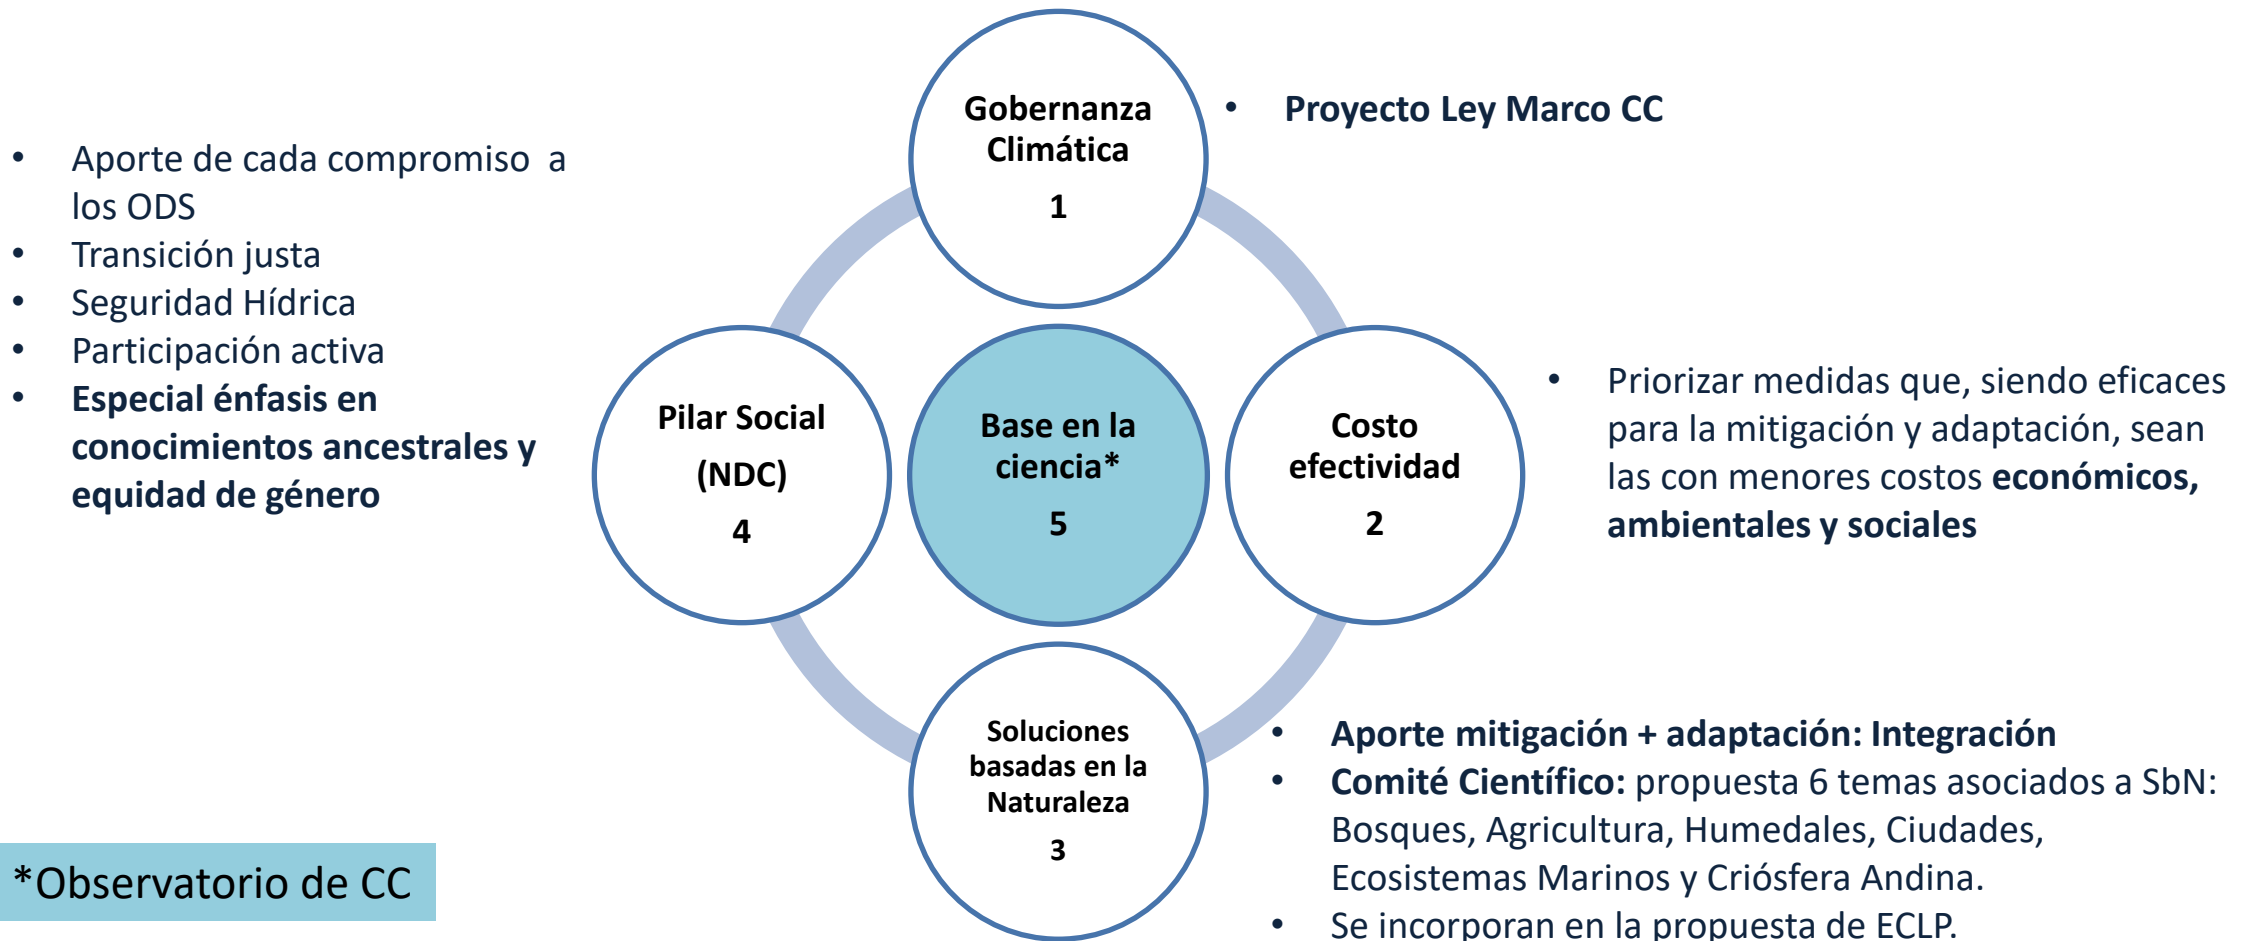 Gobernanza
Climática
1
• Proyecto Ley Marco CC
• Aporte de cada compromiso a
los ODS
• Transición justa
• Seguridad Hídrica
• Participación activa
• Especial énfasis en
conocimientos ancestrales y
equidad de género
Pilar Social
(NDC)
4
Base en la
ciencia*
5
Costo
efectividad
2
• Priorizar medidas que, siendo eficaces
para la mitigación y adaptación, sean
las con menores costos económicos,
ambientales y sociales
Soluciones
basadas en la
Naturaleza
3
• Aporte mitigación + adaptación: Integración
• Comité Científico: propuesta 6 temas asociados a SbN:
Bosques, Agricultura, Humedales, Ciudades,
Ecosistemas Marinos y Criósfera Andina.
• Se incorporan en la propuesta de ECLP.
*Observatorio de CC